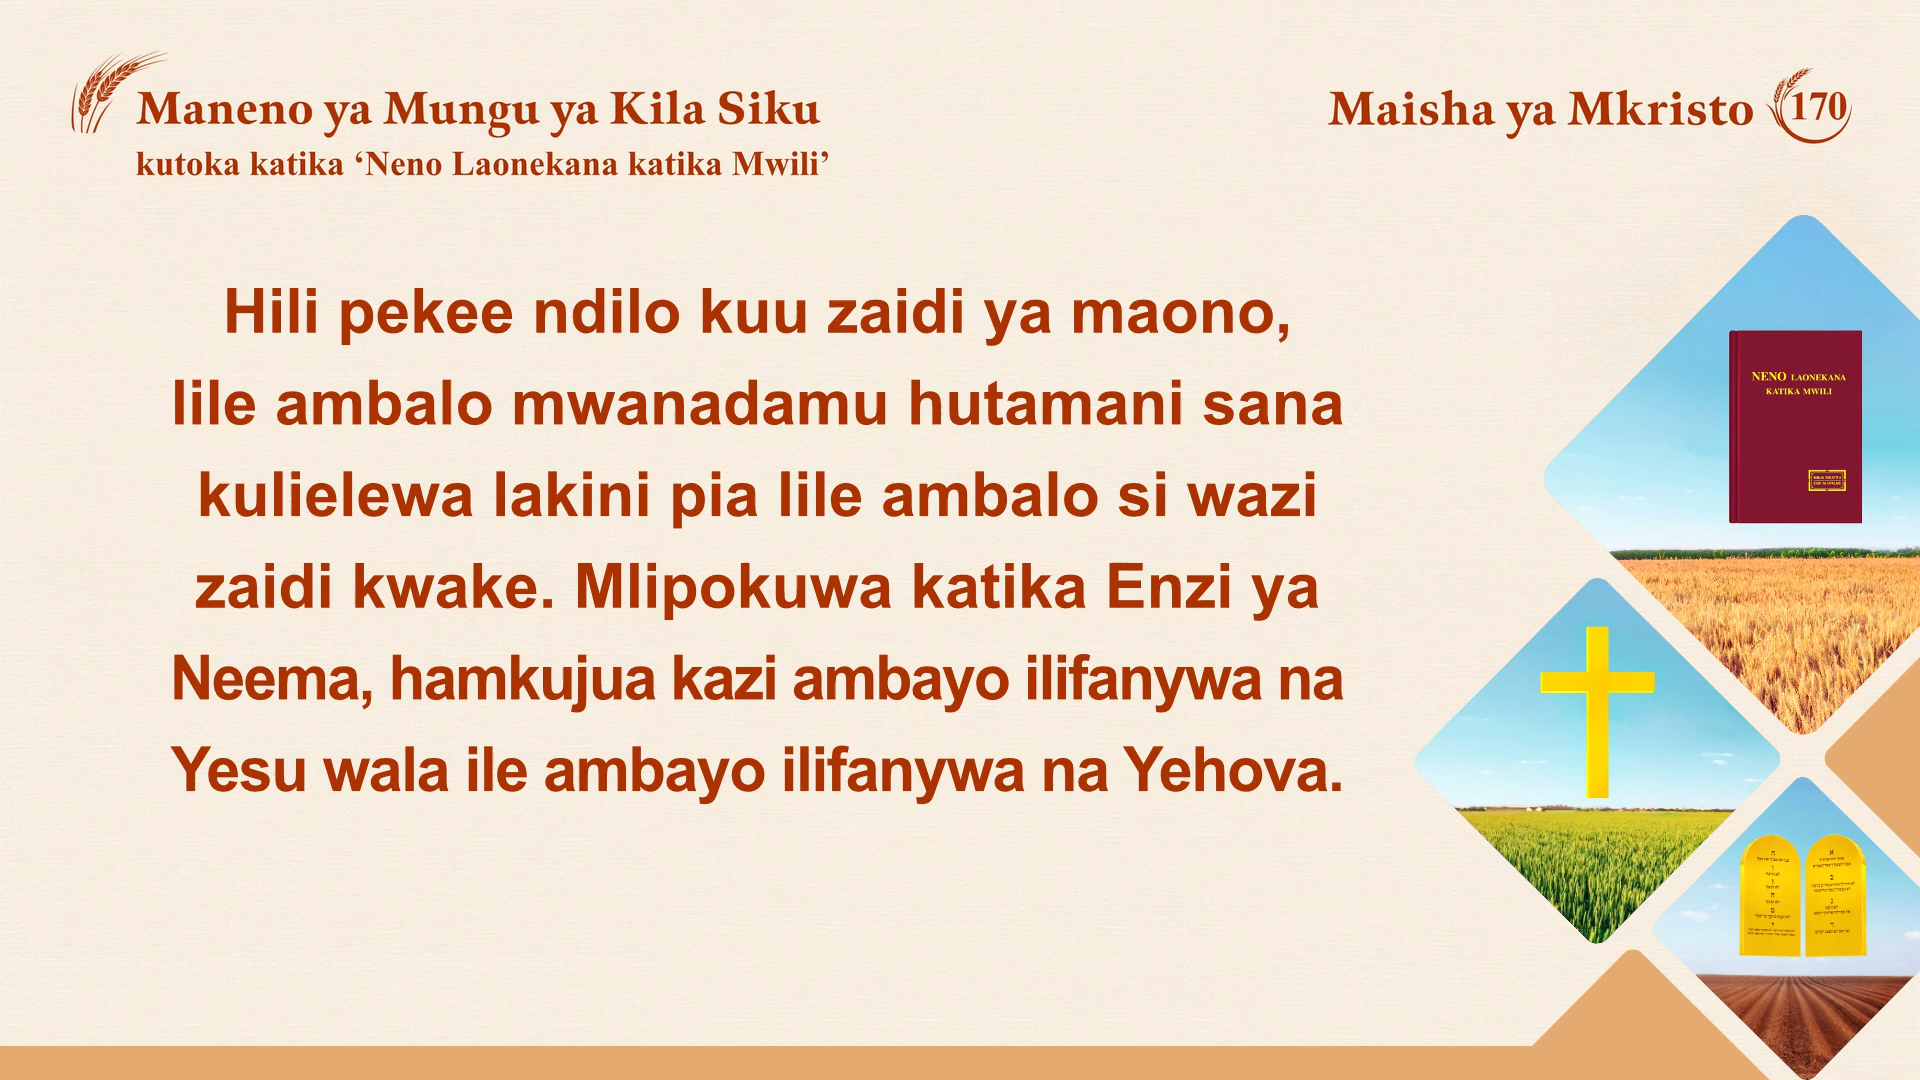 Maneno ya Mungu ya Kila Siku
kutoka katika ‘Neno Laonekana katika Mwili’
Maisha ya Mkristo 170
Hili pekee ndilo kuu zaidi ya maono,
lile ambalo mwanadamu hutamani sana
kulielewa lakini pia lile ambalo si wazi
zaidi kwake. Mlipokuwa katika Enzi ya
Neema, hamkujua kazi ambayo ilifanywa na
Yesu wala ile ambayo ilifanywa na Yehova.
NENO LAONEKANA
KATIKA MWILI